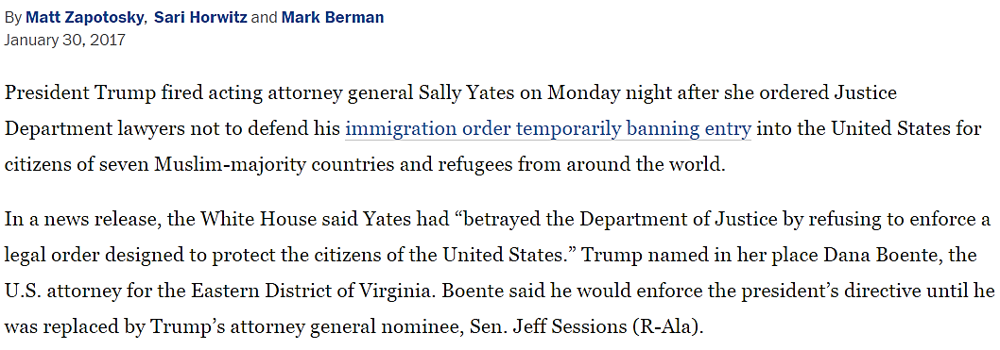 By Matt Zapotosky, Sari Horwitz and Mark Berman
January 30, 2017
President Trump fired acting attorney general Sally Yates on Monday night after she ordered Justice
Department lawyers not to defend his immigration order temporarily banning entry into the United States for
citizens of seven Muslim-majority countries and refugees from around the world.
In a news release, the White House said Yates had “betrayed the Department of Justice by refusing to enforce a
legal order designed to protect the citizens of the United States.” Trump named in her place Dana Boente, the
U.S. attorney for the Eastern District of Virginia. Boente said he would enforce the president’s directive until he
was replaced by Trump’s attorney general nominee, Sen. Jeff Sessions (R-Ala).